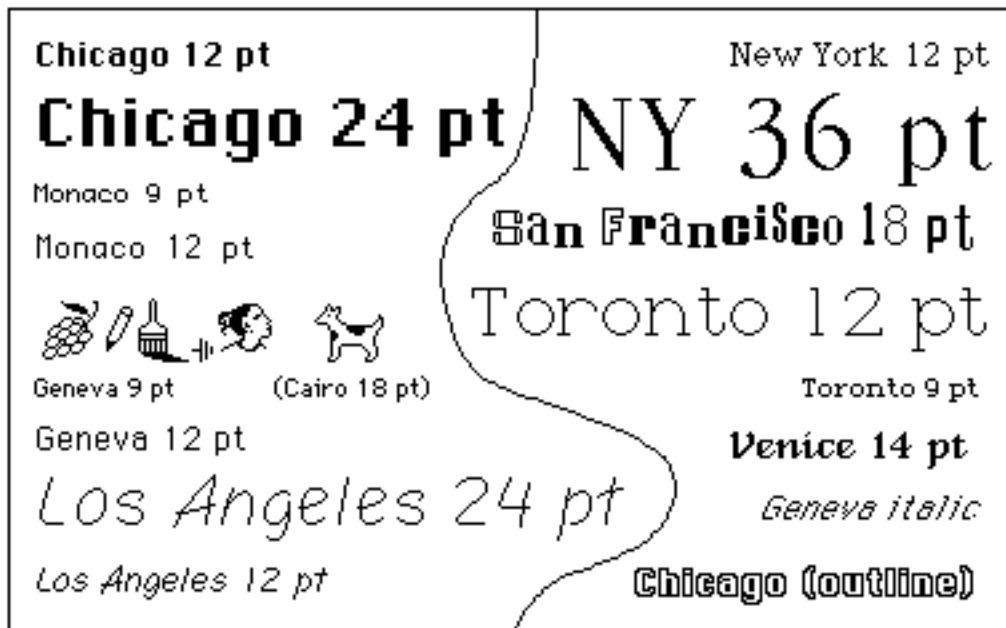 Chicago 12 pt
Chicago 24 pt
Monaco 9 pt
Monaco 12 pt
Geneva 9 pt (Cairo 18 pt)
Geneva 12 pt
Los Angeles 24 pt
Los Angeles 12 pt
New York 12 pt
NY 36 pt
San Francisco 18 pt
Toronto 12 pt
Toronto 9 pt
Venice 14 pt
Geneva italic
Chicago (outline)